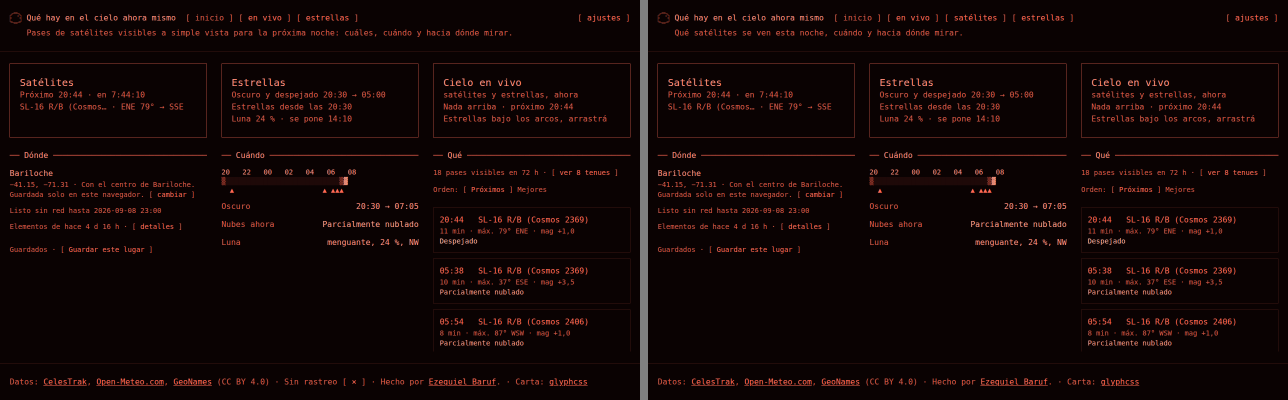 Qué hay en el cielo ahora mismo [ inicio ] [ en vivo ] [ estrellas ] [ ajustes ]
Pases de satélites visibles a simple vista para la próxima noche: cuáles, cuándo y hacia dónde mirar.
Satélites
Próximo 20:44 · en 7:44:10
SL-16 R/B (Cosmos… · ENE 79° → SSE
Estrellas
Oscuro y despejado 20:30 → 05:00
Estrellas desde las 20:30
Luna 24 % · se pone 14:10
Cielo en vivo
satélites y estrellas, ahora
Nada arriba · próximo 20:44
Estrellas bajo los arcos, arrastrá
Dónde
Bariloche
−41.15, −71.31 · Con el centro de Bariloche.
Guardada solo en este navegador. [ cambiar ]
Listo sin red hasta 2026-09-08 23:00
Elementos de hace 4 d 16 h · [ detalles ]
Guardados · [ Guardar este lugar ]
Cuándo
20 22 00 02 04 06 08
Oscuro 20:30 → 07:05
Nubes ahora Parcialmente nublado
Luna menguante, 24 %, NW
Qué
18 pases visibles en 72 h · [ ver 8 tenues ]
Orden: [ Próximos ] Mejores
20:44 SL-16 R/B (Cosmos 2369)
11 min · máx. 79° ENE · mag +1,0
Despejado
05:38 SL-16 R/B (Cosmos 2369)
10 min · máx. 37° ESE · mag +3,5
Parcialmente nublado
05:54 SL-16 R/B (Cosmos 2406)
8 min · máx. 87° WSW · mag +1,0
Parcialmente nublado
Datos: CelesTrak, Open-Meteo.com, GeoNames (CC BY 4.0) · Sin rastreo [ × ] · Hecho por Ezequiel Baruf. · Carta: glyphcss
Qué hay en el cielo ahora mismo [ inicio ] [ en vivo ] [ satélites ] [ estrellas ] [ ajustes ]
Qué satélites se ven esta noche, cuándo y hacia dónde mirar.
Satélites
Próximo 20:44 · en 7:44:10
SL-16 R/B (Cosmos… · ENE 79° → SSE
Estrellas
Oscuro y despejado 20:30 → 05:00
Estrellas desde las 20:30
Luna 24 % · se pone 14:10
Cielo en vivo
satélites y estrellas, ahora
Nada arriba · próximo 20:44
Estrellas bajo los arcos, arrastrá
Dónde
Bariloche
−41.15, −71.31 · Con el centro de Bariloche.
Guardada solo en este navegador. [ cambiar ]
Listo sin red hasta 2026-09-08 23:00
Elementos de hace 4 d 16 h · [ detalles ]
Guardados · [ Guardar este lugar ]
Cuándo
20 22 00 02 04 06 08
Oscuro 20:30 → 07:05
Nubes ahora Parcialmente nublado
Luna menguante, 24 %, NW
Qué
18 pases visibles en 72 h · [ ver 8 tenues ]
Orden: [ Próximos ] Mejores
20:44 SL-16 R/B (Cosmos 2369)
11 min · máx. 79° ENE · mag +1,0
Despejado
05:38 SL-16 R/B (Cosmos 2369)
10 min · máx. 37° ESE · mag +3,5
Parcialmente nublado
05:54 SL-16 R/B (Cosmos 2406)
8 min · máx. 87° WSW · mag +1,0
Parcialmente nublado
Datos: CelesTrak, Open-Meteo.com, GeoNames (CC BY 4.0) · Hecho por Ezequiel Baruf. · Carta: glyphcss